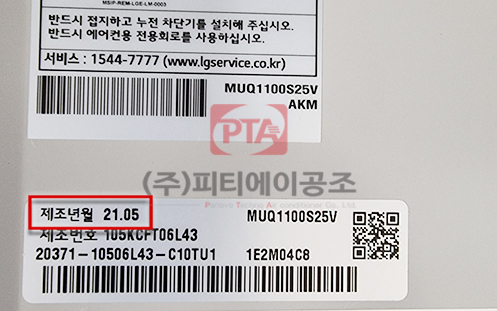 MSIP-REM-LGE-LM-0003
반드시 접지하고 누전 차단기를 설치해 주십시오.
반드시 에어컨용 전용회로를 사용하십시오.
서비스 : 1544-7777 (www.lgservice.co.kr)
MUQ1100S25V
AKM
PTA
(주)피티에이공조
제조년월 21.05
MUQ1100S25V
제조번호 105KCFT06L43
20371-10506L43-C10TU1 1E2M04C8